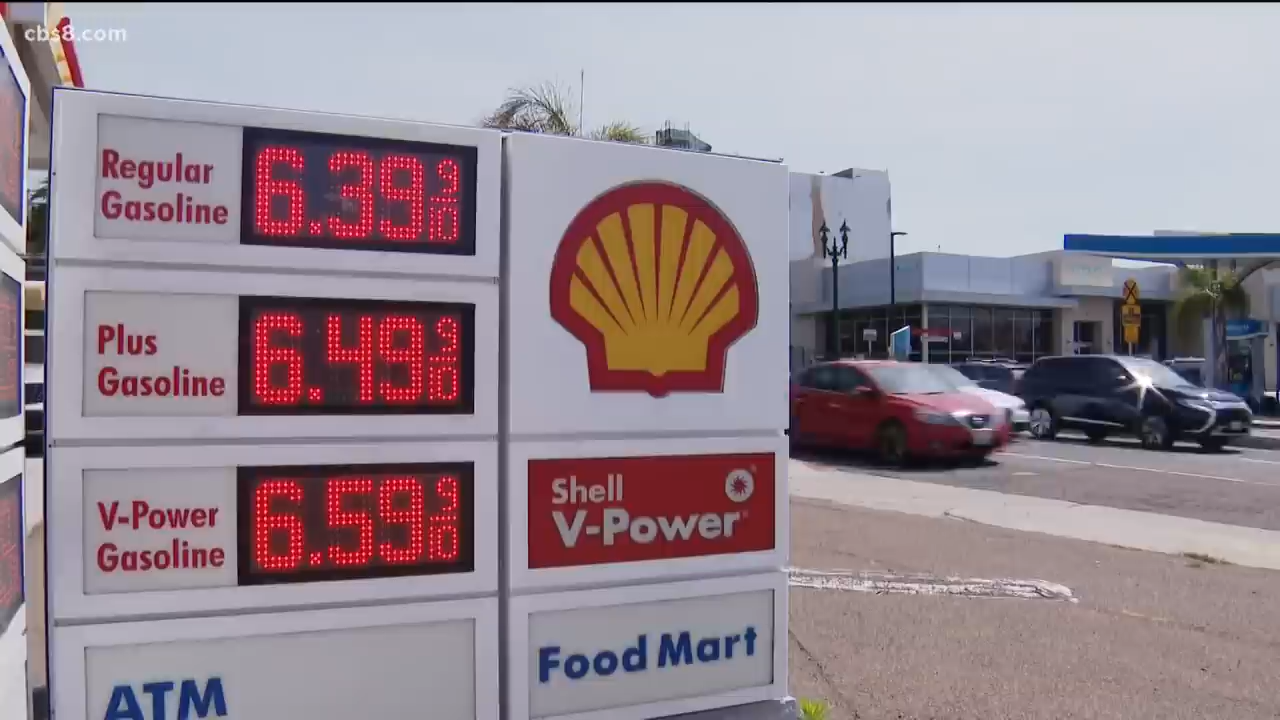 cbs8.com
Regular
Gasoline
6.39 9/10
Plus
Gasoline
6.49 9/10
V-Power
Gasoline
6.59 9/10
ATM
Shell
V-Power
Food Mart